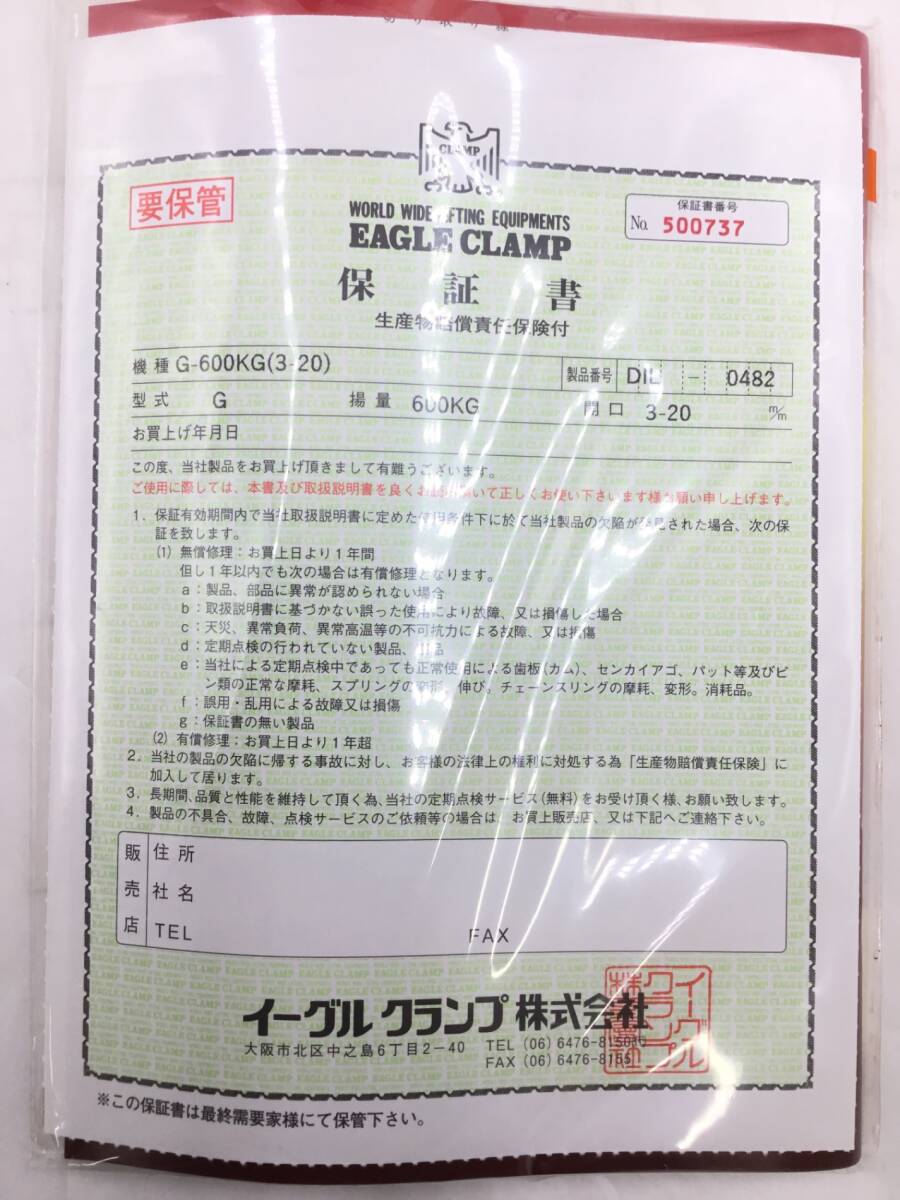 切り取り線
CLAMP
要保管
WORLD WIDE LIFTING EQUIPMENTS
EAGLE CLAMP
保証書番号
No. 500737
保証書
生産物賠償責任保険付
機種 G-600KG(3-20)
製品番号 DIL - 0482
型式 G 揚量 600KG 開口 3-20 m/m
お買上げ年月日
この度、当社製品をお買上げ頂きまして有難うございます。
ご使用に際しては、本書及び取扱説明書を良くお読み頂いて正しくお使い下さいます様お願い申し上げます。
1. 保証有効期間内で当社取扱説明書に定めた使用条件下に於て当社製品の欠陥が発見された場合、次の保
証を致します。
(1) 無償修理:お買上日より1年間
但し1年以内でも次の場合は有償修理となります。
a:製品、部品に異常が認められない場合
b:取扱説明書に基づかない誤った使用により故障、又は損傷した場合
c:天災、異常負荷、異常高温等の不可抗力による故障、又は損傷
d:定期点検の行われていない製品、部品
e:当社による定期点検中であっても正常使用による歯板(カム)、センカイアゴ、パット等及びピ
ン類の正常な摩耗、スプリングの変形、伸び。チェーンスリングの摩耗、変形。消耗品。
f:誤用・乱用による故障又は損傷
g:保証書の無い製品
(2) 有償修理:お買上日より1年超
2. 当社の製品の欠陥に帰する事故に対し、お客様の法律上の権利に対処する為「生産物賠償責任保険」に
加入して居ります。
3. 長期間、品質と性能を維持して頂く為、当社の定期点検サービス(無料)をお受け頂く様、お願い致します。
4. 製品の不具合、故障、点検サービスのご依頼等の場合は、お買上販売店、又は下記へご連絡下さい。
販売店
住所
社名
TEL FAX
イーグルクランプ株式会社
大阪市北区中之島6丁目2-40 TEL (06) 6476-8150
FAX (06) 6476-8155
※この保証書は最終需要家様にて保管下さい。